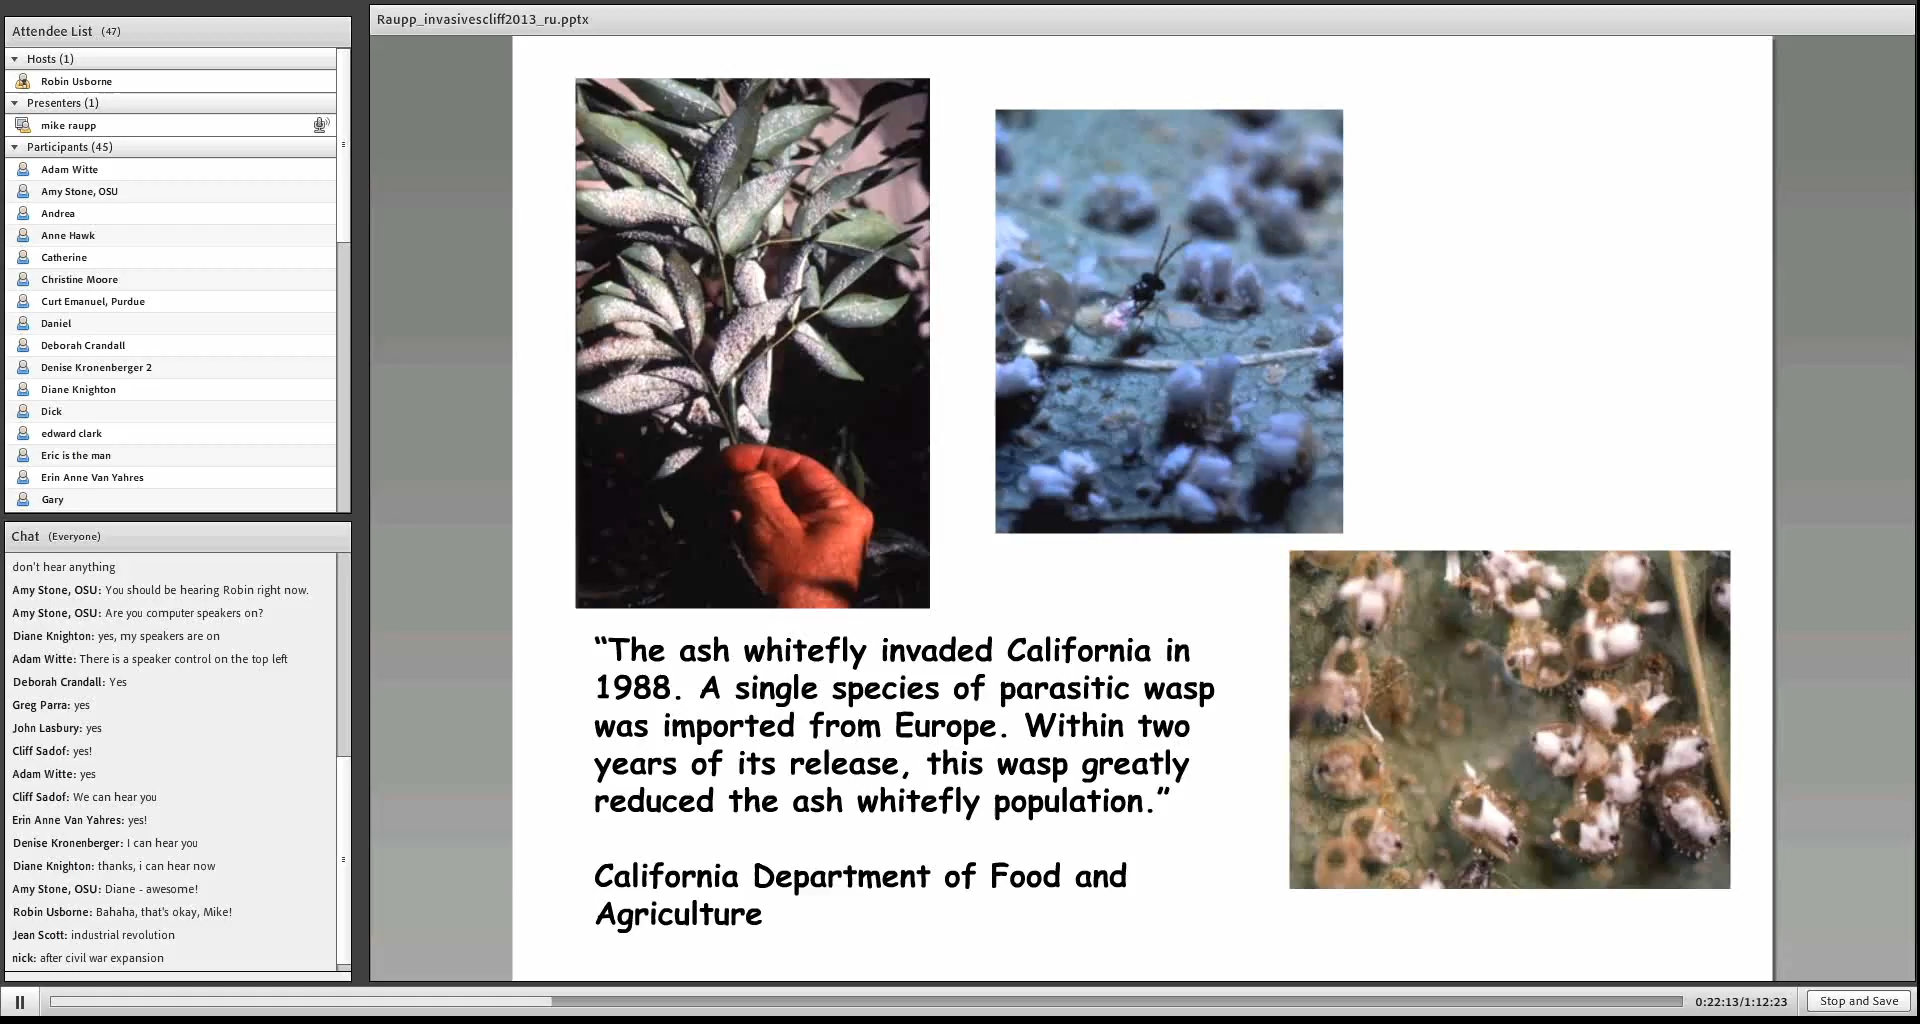 Attendee List (47)
Hosts (1)
Robin Usborne
Presenters (1)
mike raupp
Participants (45)
Adam Witte
Amy Stone, OSU
Andrea
Anne Hawk
Catherine
Christine Moore
Curt Emanuel, Purdue
Daniel
Deborah Crandall
Denise Kronenberger 2
Diane Knighton
Dick
edward clark
Eric is the man
Erin Anne Van Yahres
Gary
Chat (Everyone)
don't hear anything
Amy Stone, OSU: You should be hearing Robin right now.
Amy Stone, OSU: Are you computer speakers on?
Diane Knighton: yes, my speakers are on
Adam Witte: There is a speaker control on the top left
Deborah Crandall: Yes
Greg Parra: yes
John Lasbury: yes
Cliff Sadof: yes!
Adam Witte: yes
Cliff Sadof: We can hear you
Erin Anne Van Yahres: yes!
Denise Kronenberger: I can hear you
Diane Knighton: thanks, i can hear now
Amy Stone, OSU: Diane - awesome!
Robin Usborne: Bahaha, that's okay, Mike!
Jean Scott: industrial revolution
nick: after civil war expansion
Raupp_invasivescliff2013_ru.pptx
“The ash whitefly invaded California in
1988. A single species of parasitic wasp
was imported from Europe. Within two
years of its release, this wasp greatly
reduced the ash whitefly population.”
California Department of Food and
Agriculture
0:22:13/1:12:23
Stop and Save